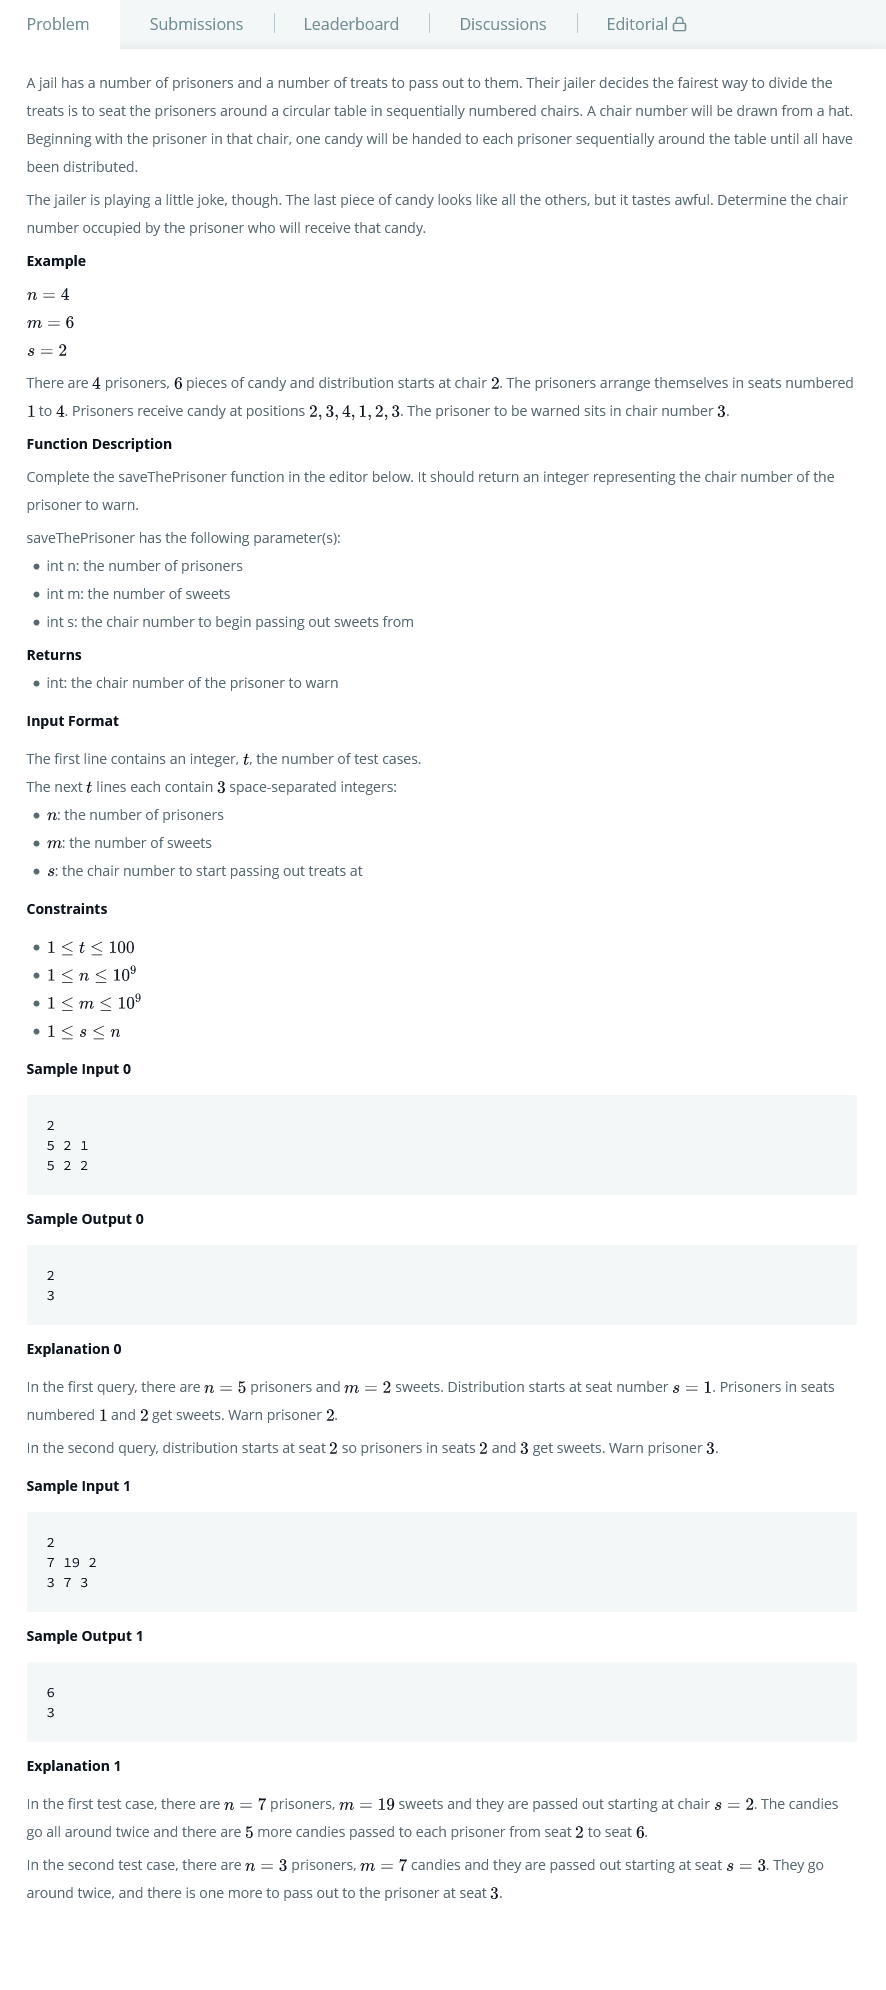 Problem
Submissions
Leaderboard
Discussions
Editorial
A jail has a number of prisoners and a number of treats to pass out to them. Their jailer decides the fairest way to divide the
treats is to seat the prisoners around a circular table in sequentially numbered chairs. A chair number will be drawn from a hat.
Beginning with the prisoner in that chair, one candy will be handed to each prisoner sequentially around the table until all have
been distributed.
The jailer is playing a little joke, though. The last piece of candy looks like all the others, but it tastes awful. Determine the chair
number occupied by the prisoner who will receive that candy.
Example
n = 4
m = 6
s = 2
There are 4 prisoners, 6 pieces of candy and distribution starts at chair 2. The prisoners arrange themselves in seats numbered
1 to 4. Prisoners receive candy at positions 2, 3, 4, 1, 2, 3. The prisoner to be warned sits in chair number 3.
Function Description
Complete the saveThePrisoner function in the editor below. It should return an integer representing the chair number of the
prisoner to warn.
saveThePrisoner has the following parameter(s):
• int n: the number of prisoners
• int m: the number of sweets
• int s: the chair number to begin passing out sweets from
Returns
• int: the chair number of the prisoner to warn
Input Format
The first line contains an integer, t, the number of test cases.
The next t lines each contain 3 space-separated integers:
• n: the number of prisoners
• m: the number of sweets
• s: the chair number to start passing out treats at
Constraints
• 1 ≤ t ≤ 100
• 1 ≤ n ≤ 10⁹
• 1 ≤ m ≤ 10⁹
• 1 ≤ s ≤ n
Sample Input 0
2
5 2 1
5 2 2
Sample Output 0
2
3
Explanation 0
In the first query, there are n = 5 prisoners and m = 2 sweets. Distribution starts at seat number s = 1. Prisoners in seats
numbered 1 and 2 get sweets. Warn prisoner 2.
In the second query, distribution starts at seat 2 so prisoners in seats 2 and 3 get sweets. Warn prisoner 3.
Sample Input 1
2
7 19 2
3 7 3
Sample Output 1
6
3
Explanation 1
In the first test case, there are n = 7 prisoners, m = 19 sweets and they are passed out starting at chair s = 2. The candies
go all around twice and there are 5 more candies passed to each prisoner from seat 2 to seat 6.
In the second test case, there are n = 3 prisoners, m = 7 candies and they are passed out starting at seat s = 3. They go
around twice, and there is one more to pass out to the prisoner at seat 3.